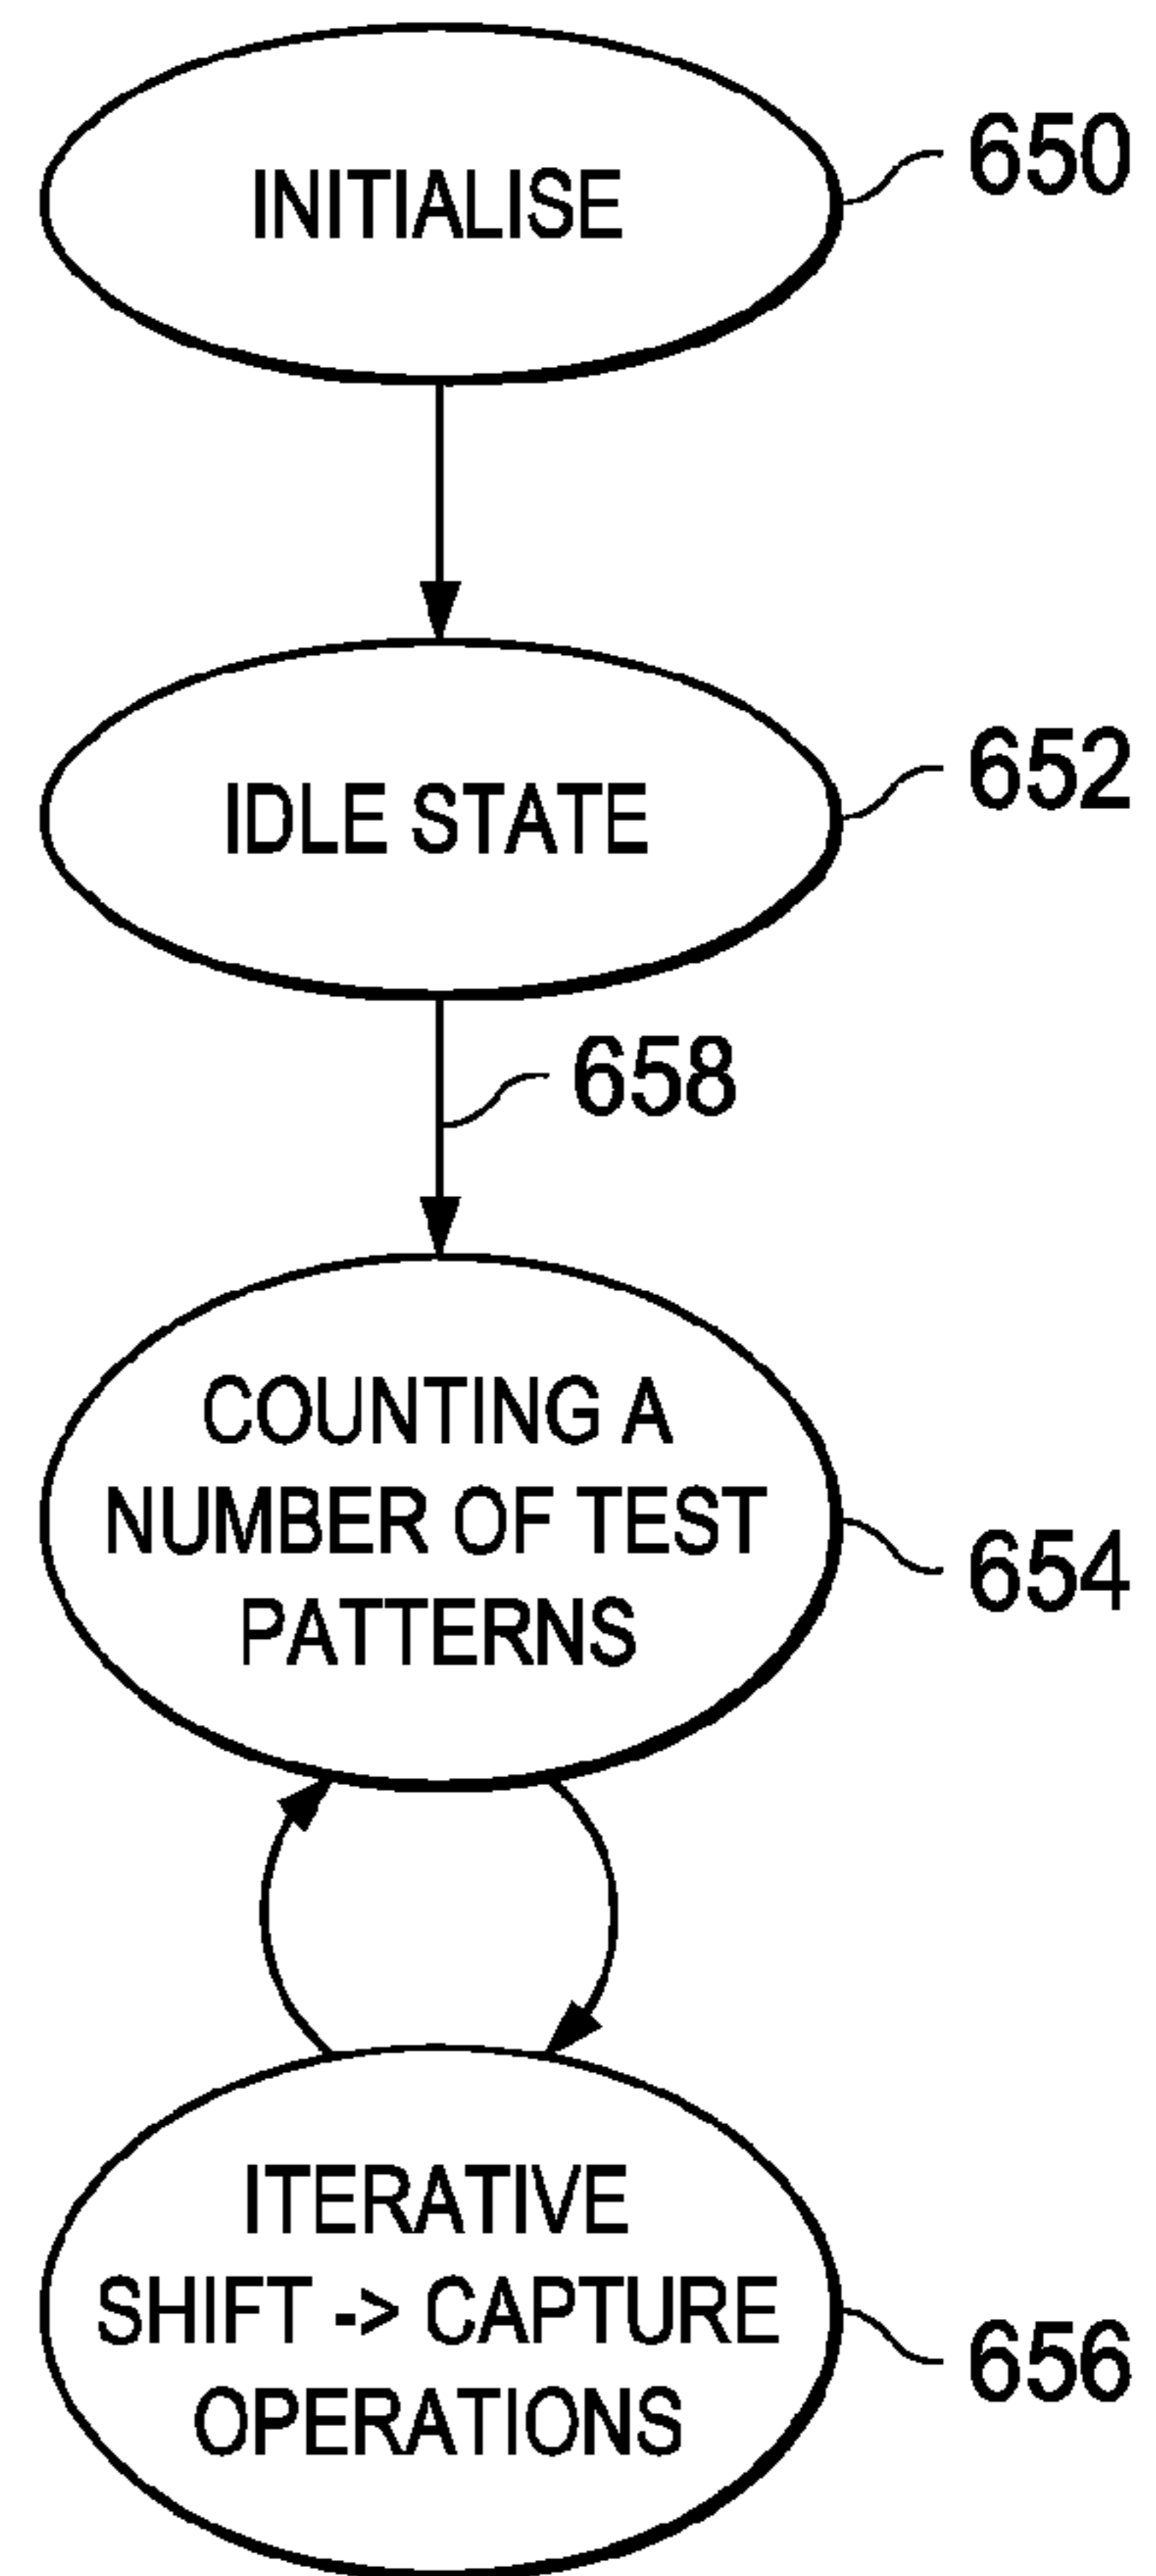 INITIALISE
650
IDLE STATE
652
658
COUNTING A
NUMBER OF TEST
PATTERNS
654
ITERATIVE
SHIFT -> CAPTURE
OPERATIONS
656